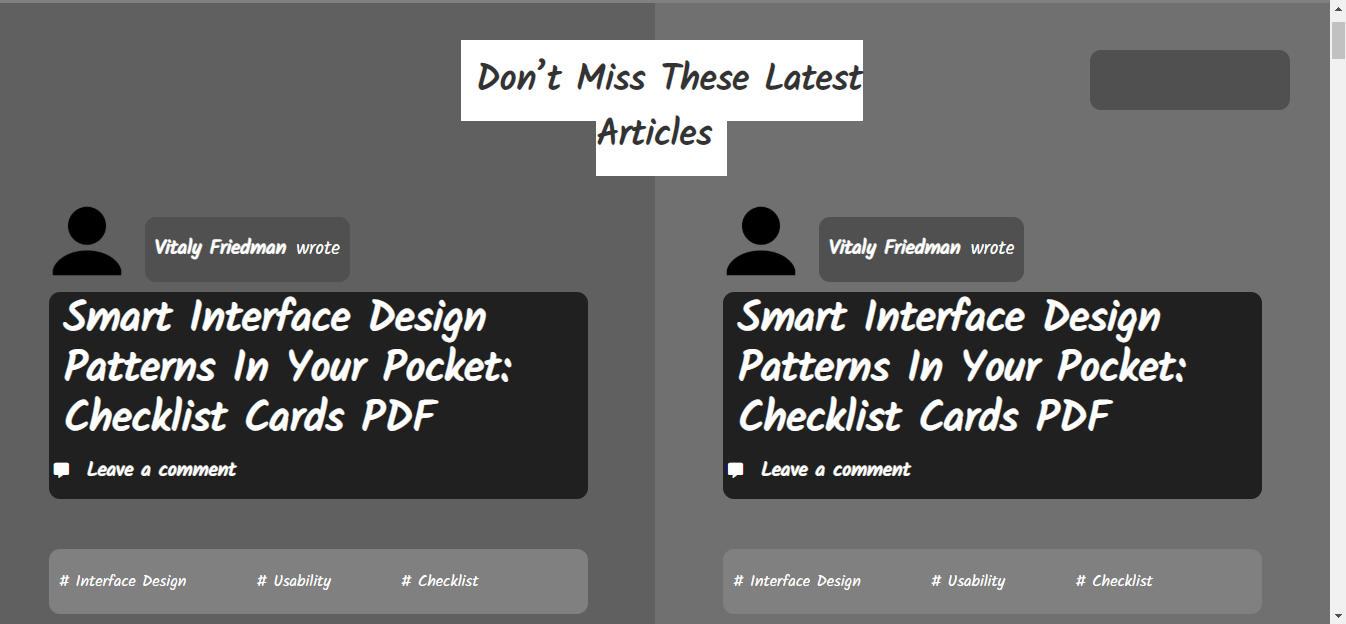 Don’t Miss These Latest
Articles
Vitaly Friedman wrote
Smart Interface Design
Patterns In Your Pocket:
Checklist Cards PDF
Leave a comment
# Interface Design # Usability # Checklist
Vitaly Friedman wrote
Smart Interface Design
Patterns In Your Pocket:
Checklist Cards PDF
Leave a comment
# Interface Design # Usability # Checklist